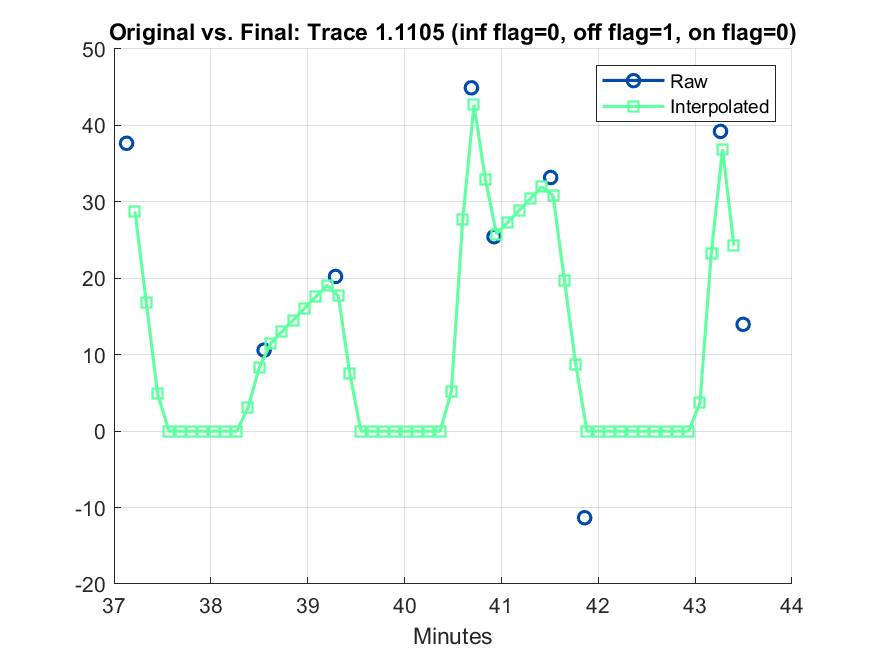 Original vs. Final: Trace 1.1105 (inf flag=0, off flag=1, on flag=0)
50
40
30
20
10
0
-10
-20
Raw
Interpolated
37 38 39 40 41 42 43 44
Minutes